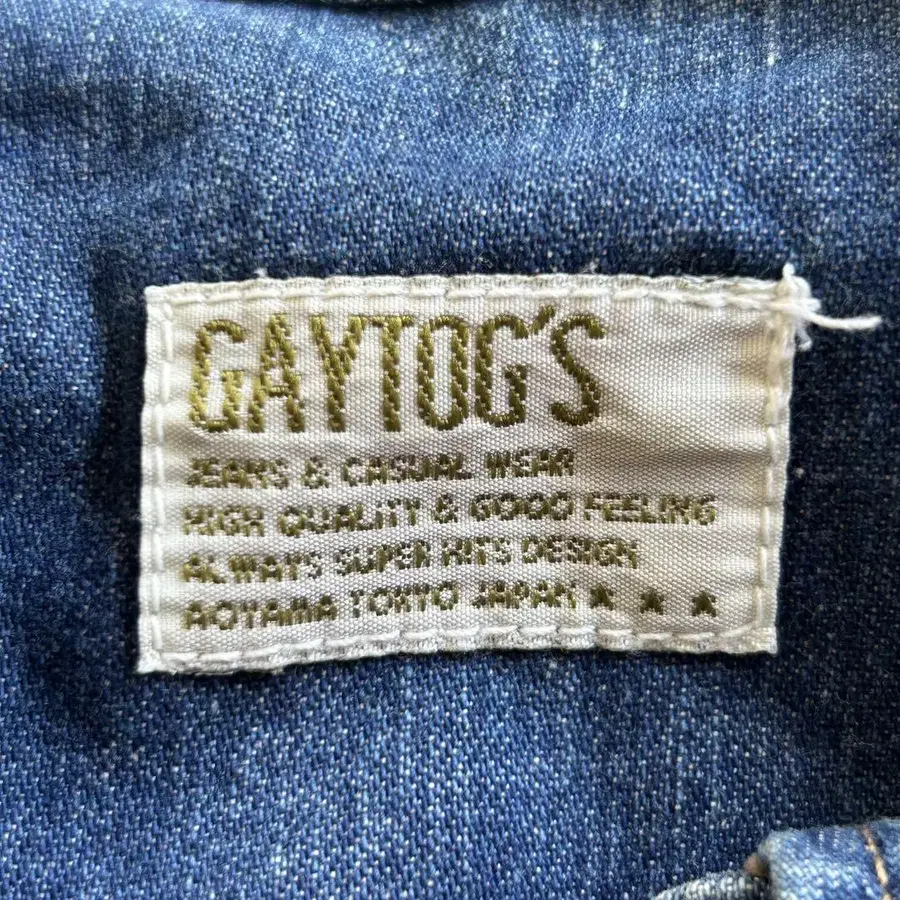 GAYTOG'S
JEANS & CASUAL WEAR
HIGH QUALITY & GOOD FEELING
ALWAYS SUPER HITS DESIGN
AOYAMA TOKYO JAPAN ★ ★ ★